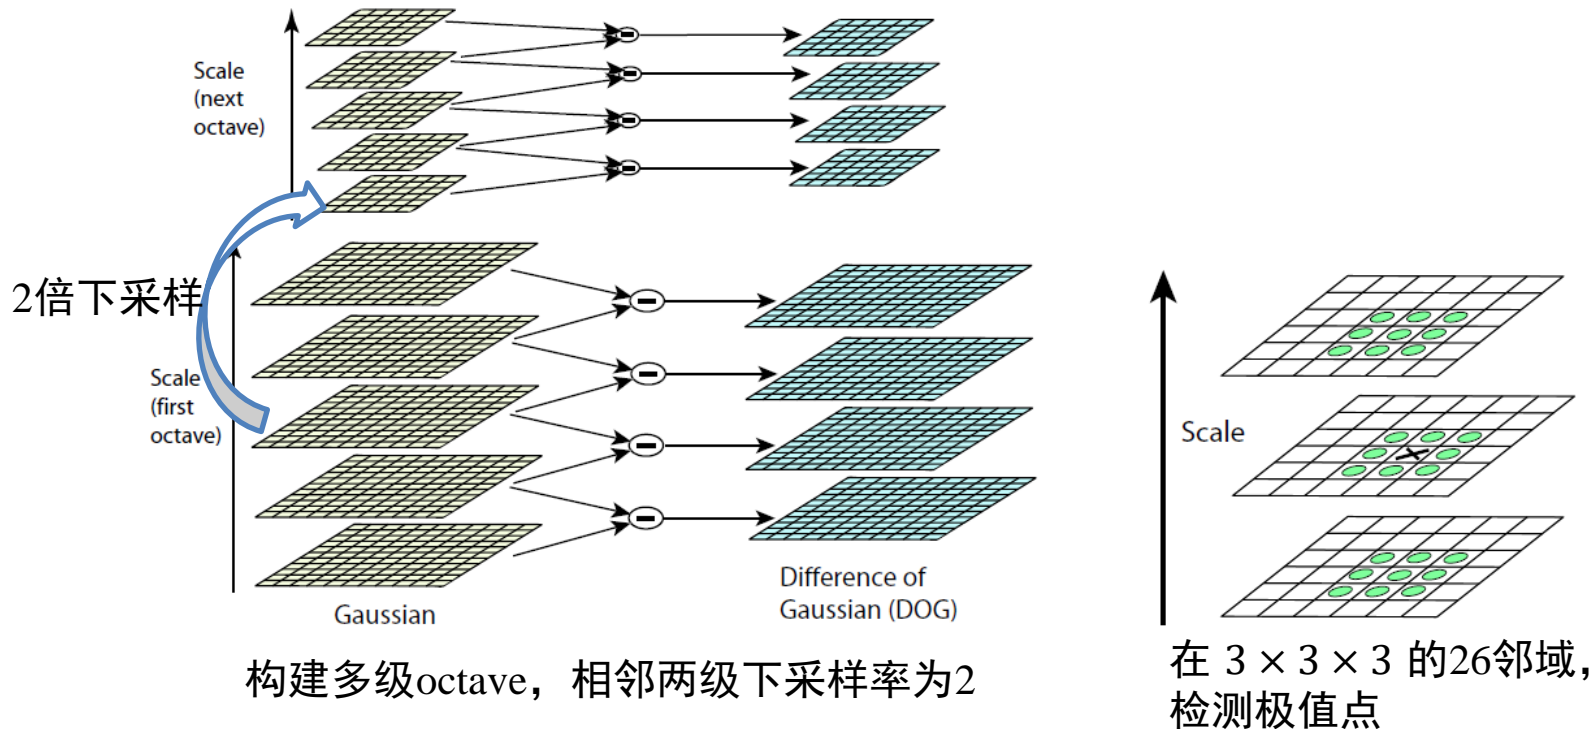 Scale
(next
octave)
2倍下采样
Scale
(first
octave)
Gaussian
Difference of
Gaussian (DOG)
构建多级octave，相邻两级下采样率为2
Scale
在 3 × 3 × 3 的26邻域，
检测极值点